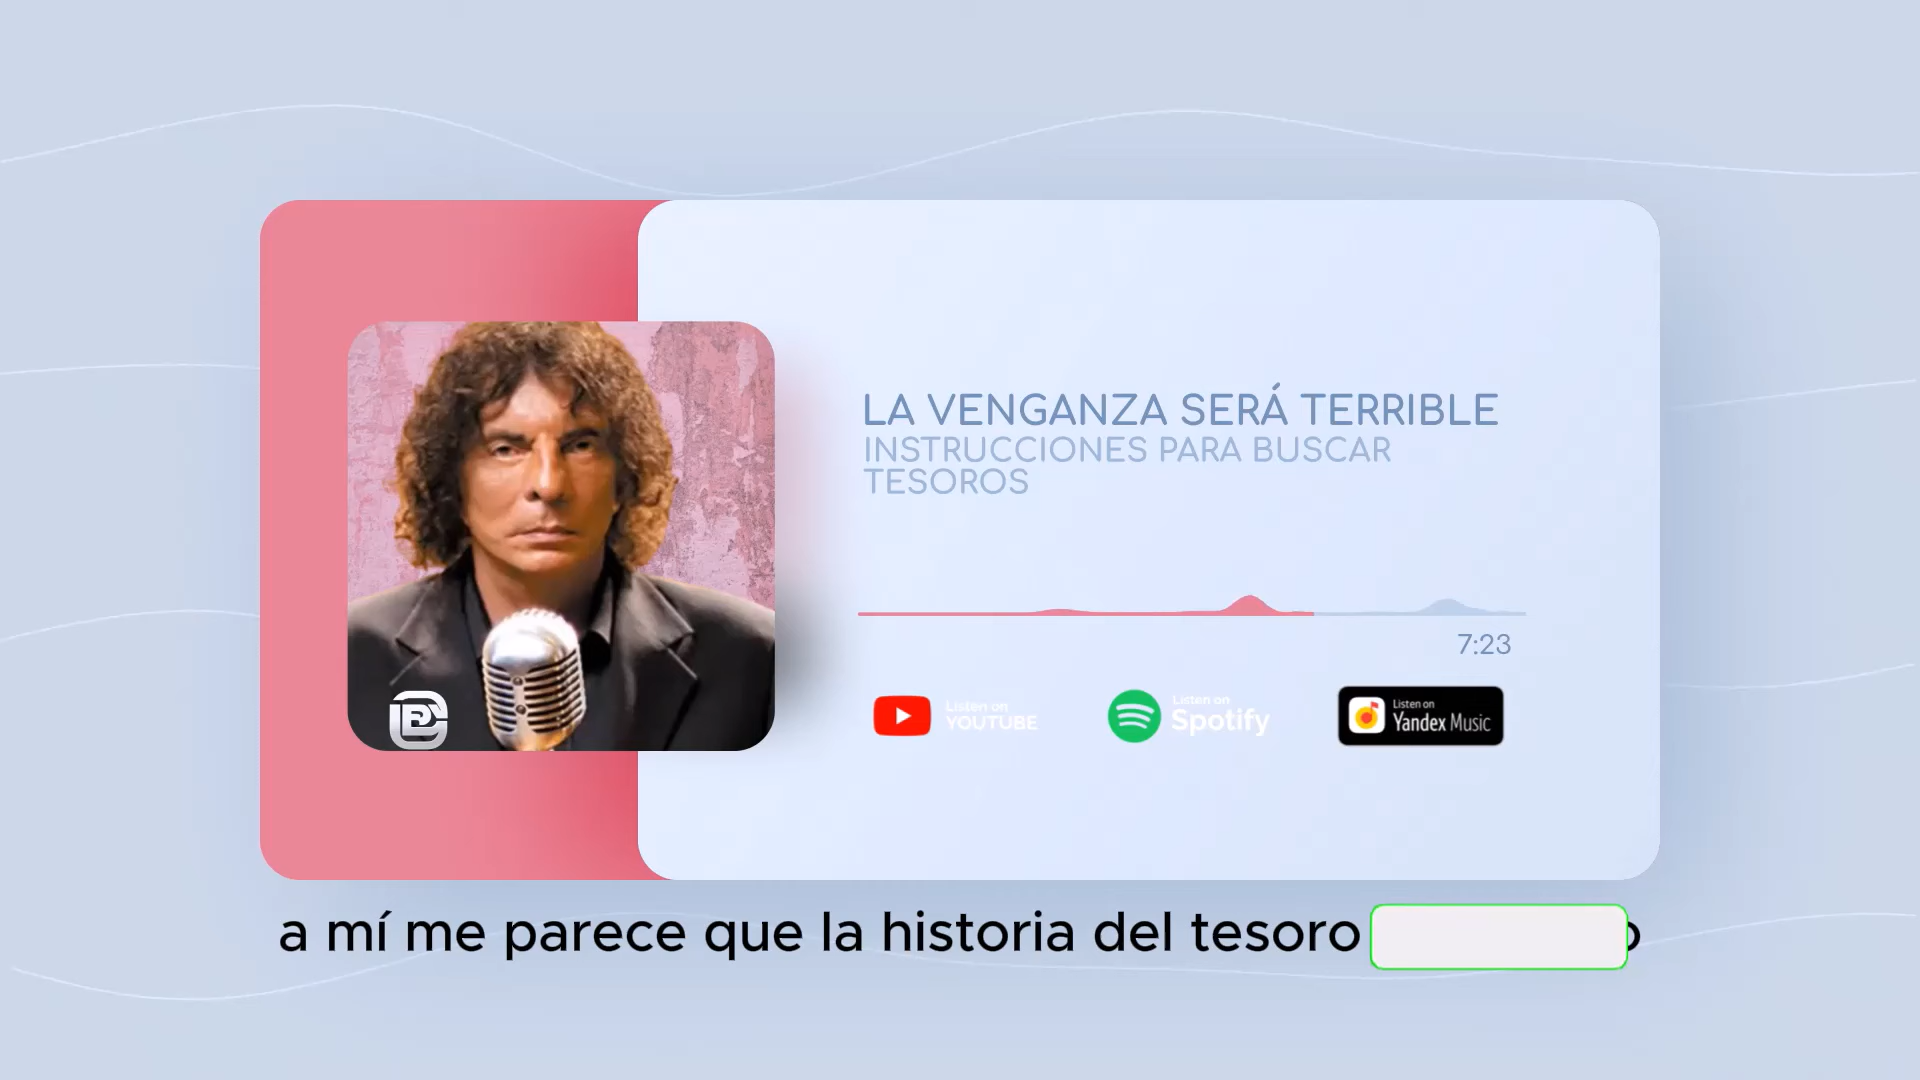 LA VENGANZA SERÁ TERRIBLE
INSTRUCCIONES PARA BUSCAR
TESOROS
7:23
Listen on
YOUTUBE
Listen on
Spotify
Listen on
Yandex Music
a mí me parece que la historia del tesoro